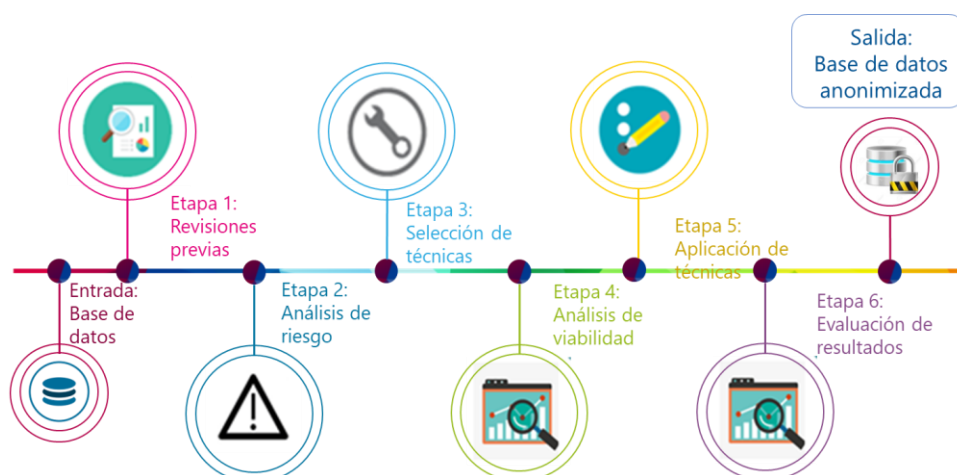 Salida:
Base de datos
anonimizada
Etapa 1:
Revisiones
previas
Etapa 3:
Selección de
técnicas
Etapa 5:
Aplicación de
técnicas
Entrada:
Base de
datos
Etapa 2:
Análisis de
riesgo
Etapa 4:
Análisis de
viabilidad
Etapa 6:
Evaluación de
resultados